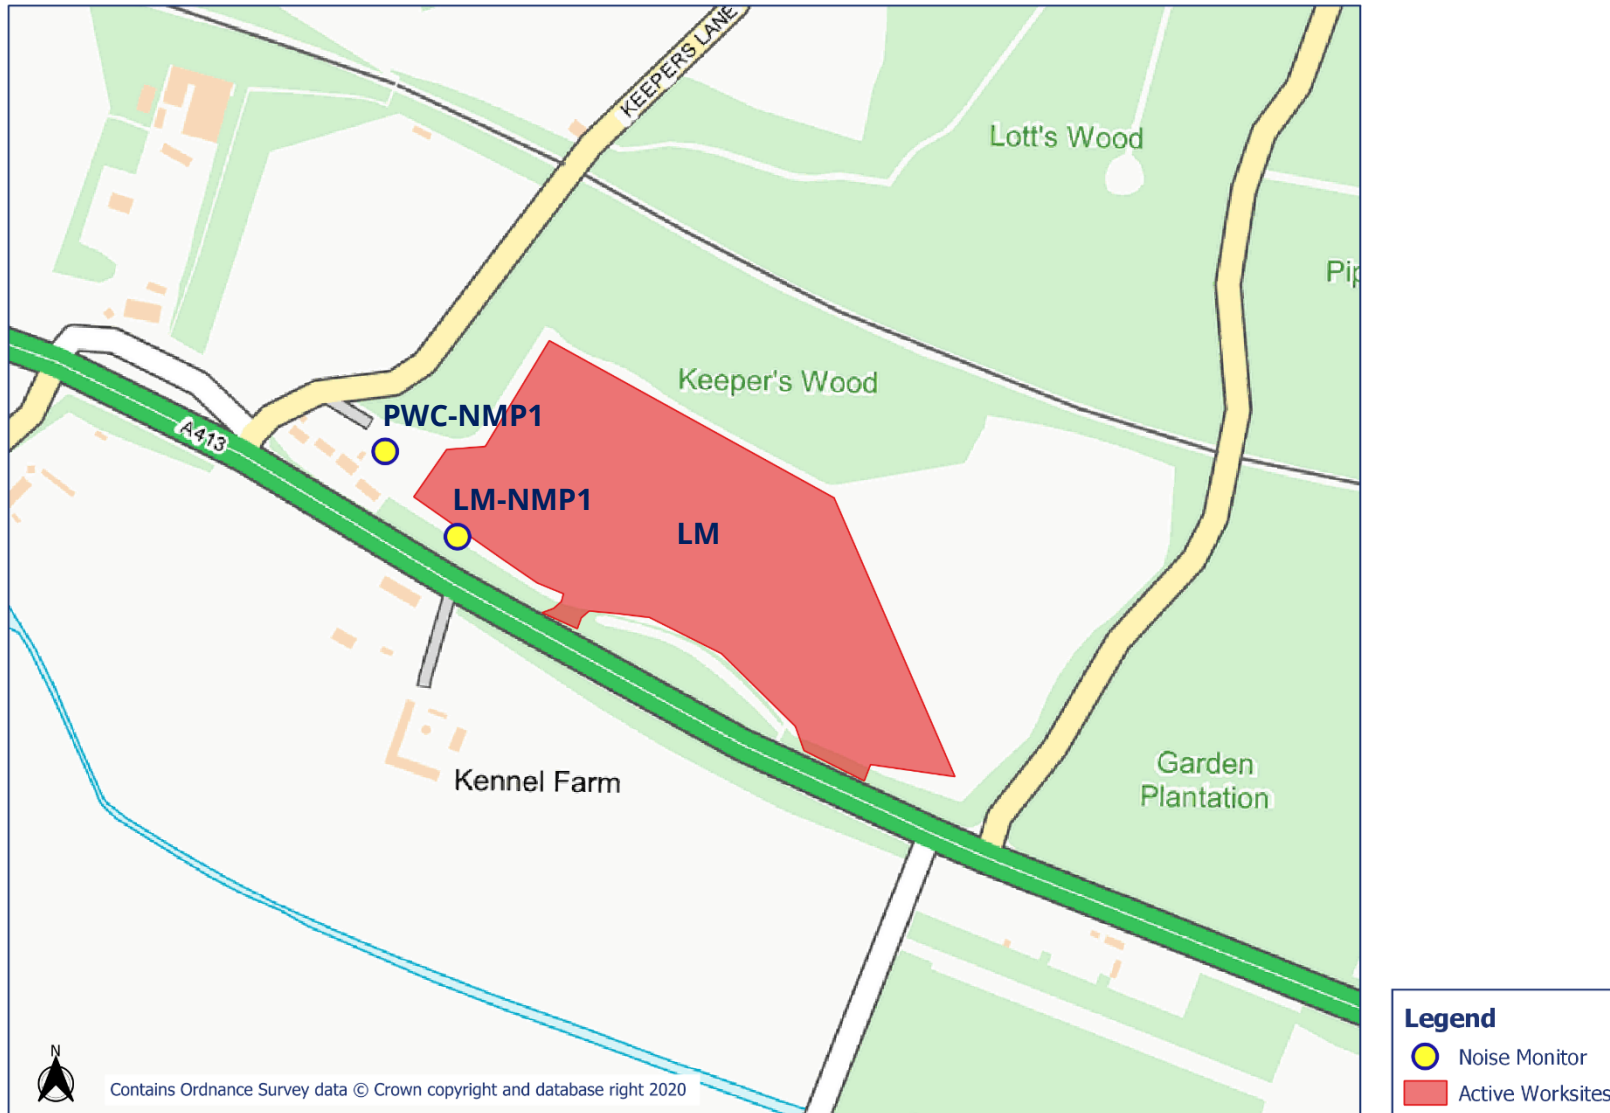 KEEPERS LANE
Lott's Wood
Keeper's Wood
PWC-NMP1
A413
LM-NMP1
LM
Kennel Farm
Garden
Plantation
N
Contains Ordnance Survey data © Crown copyright and database right 2020
Legend
Noise Monitor
Active Worksites